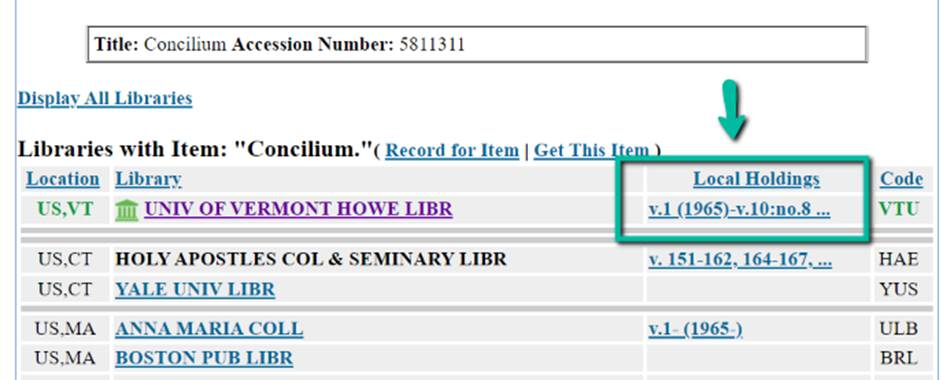 Title: Concilium Accession Number: 5811311
Display All Libraries
Libraries with Item: "Concilium."( Record for Item | Get This Item )
Location Library Local Holdings Code
US,VT UNIV OF VERMONT HOWE LIBR v.1 (1965)-v.10:no.8 ... VTU
US,CT HOLY APOSTLES COL & SEMINARY LIBR v. 151-162, 164-167, ... HAE
US,CT YALE UNIV LIBR YUS
US,MA ANNA MARIA COLL v.1- (1965-) ULB
US,MA BOSTON PUB LIBR BRL